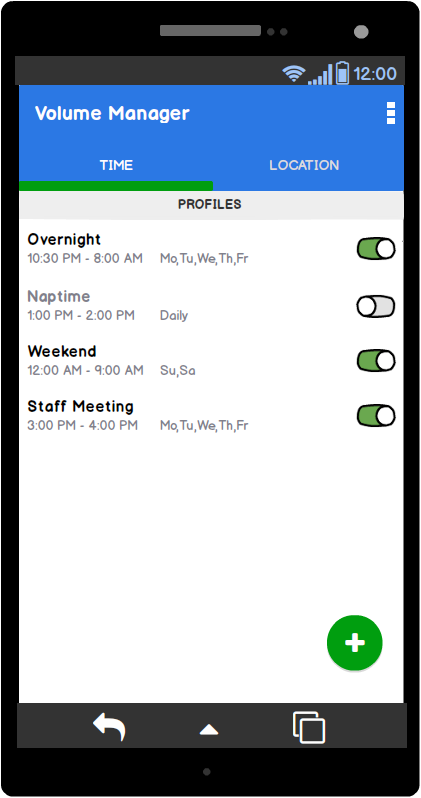 12:00
Volume Manager
TIME LOCATION
PROFILES
Overnight
10:30 PM - 8:00 AM Mo,Tu,We,Th,Fr
Naptime
1:00 PM - 2:00 PM Daily
Weekend
12:00 AM - 9:00 AM Su,Sa
Staff Meeting
3:00 PM - 4:00 PM Mo,Tu,We,Th,Fr